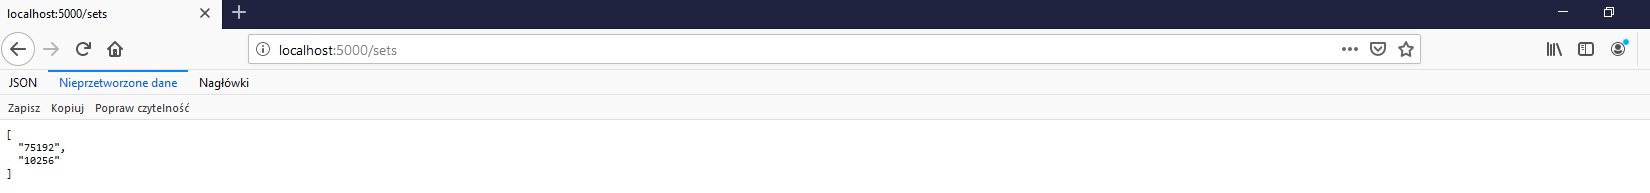 localhost:5000/sets
localhost:5000/sets
JSON Nieprzetworzone dane Nagłówki
Zapisz Kopiuj Popraw czytelność
[
"75192",
"10256"
]